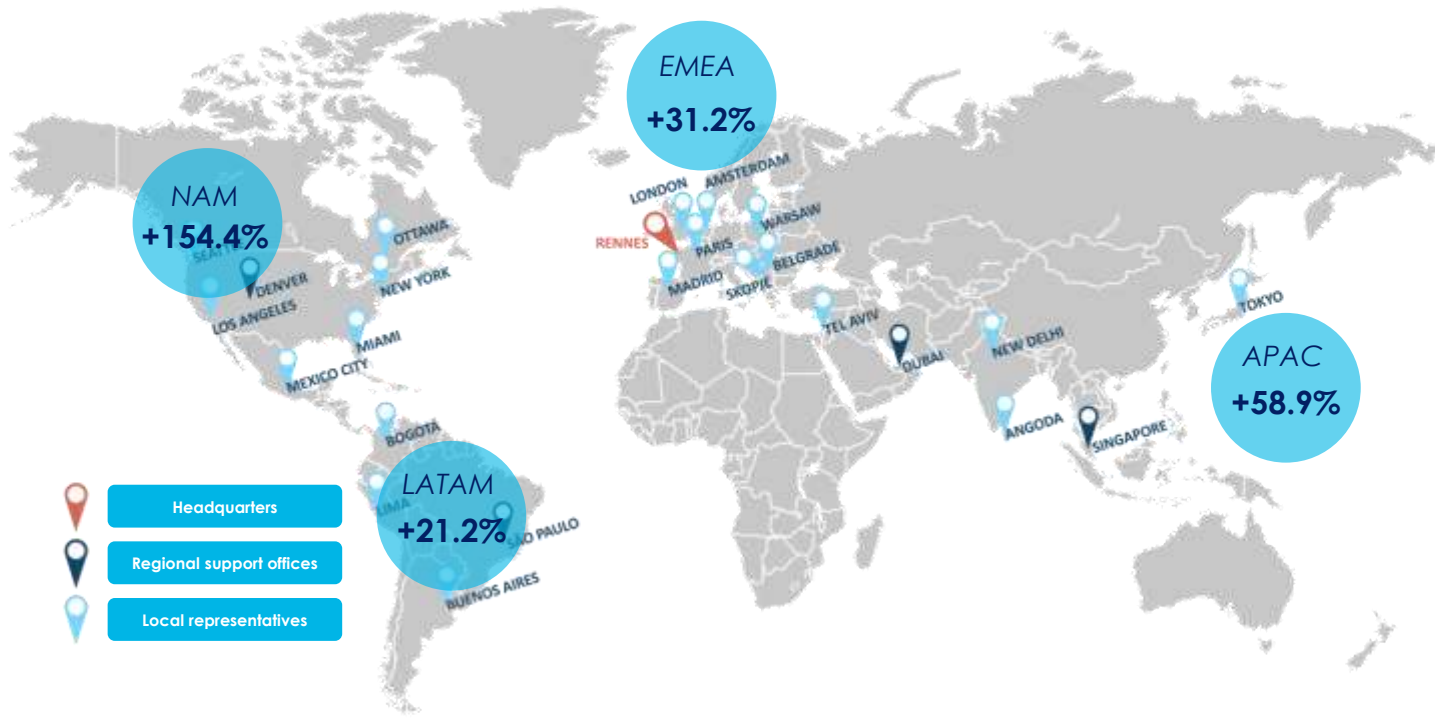 EMEA
+31.2%
NAM
+154.4%
SEATTLE
DENVER
LOS ANGELES
OTTAWA
NEW YORK
MIAMI
MEXICO CITY
BOGOTA
LATAM
+21.2%
LIMA
SÃO PAULO
BUENOS AIRES
LONDON
AMSTERDAM
RENNES
PARIS
WARSAW
MADRID
SKOPJE
BELGRADE
TEL AVIV
DUBAI
NEW DELHI
ANGODA
SINGAPORE
TOKYO
APAC
+58.9%
Headquarters
Regional support offices
Local representatives